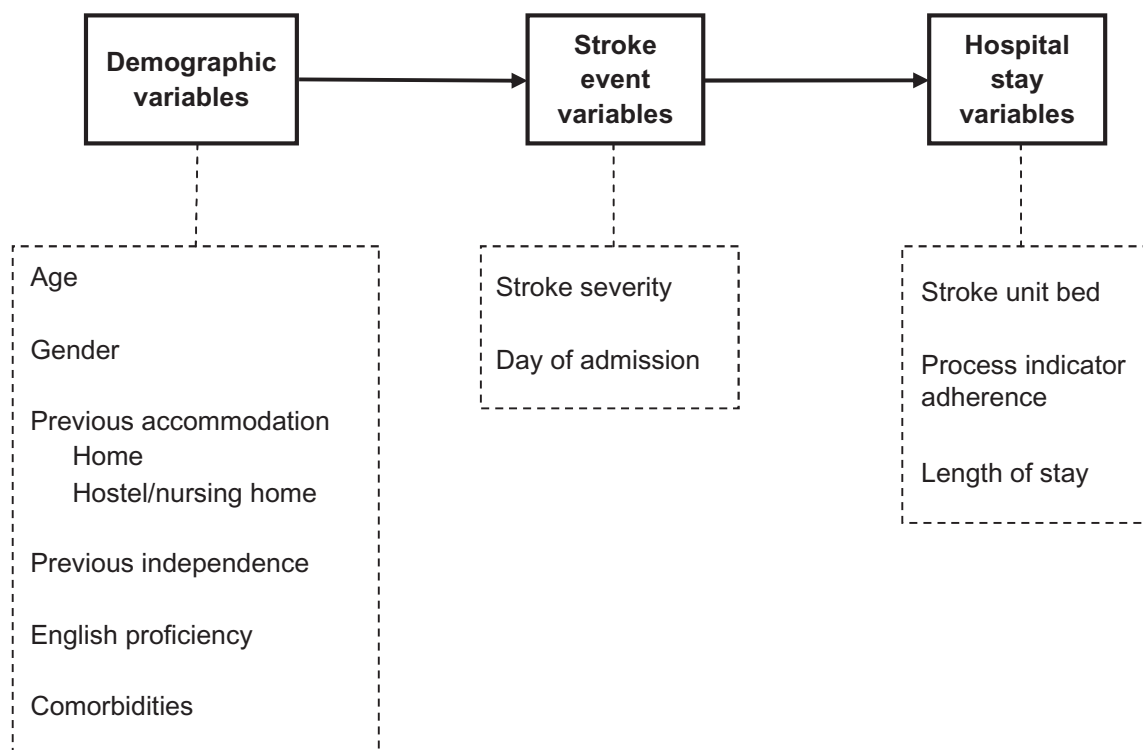 Demographic
variables
Stroke
event
variables
Hospital
stay
variables
Age
Gender
Previous accommodation
Home
Hostel/nursing home
Previous independence
English proficiency
Comorbidities
Stroke severity
Day of admission
Stroke unit bed
Process indicator
adherence
Length of stay